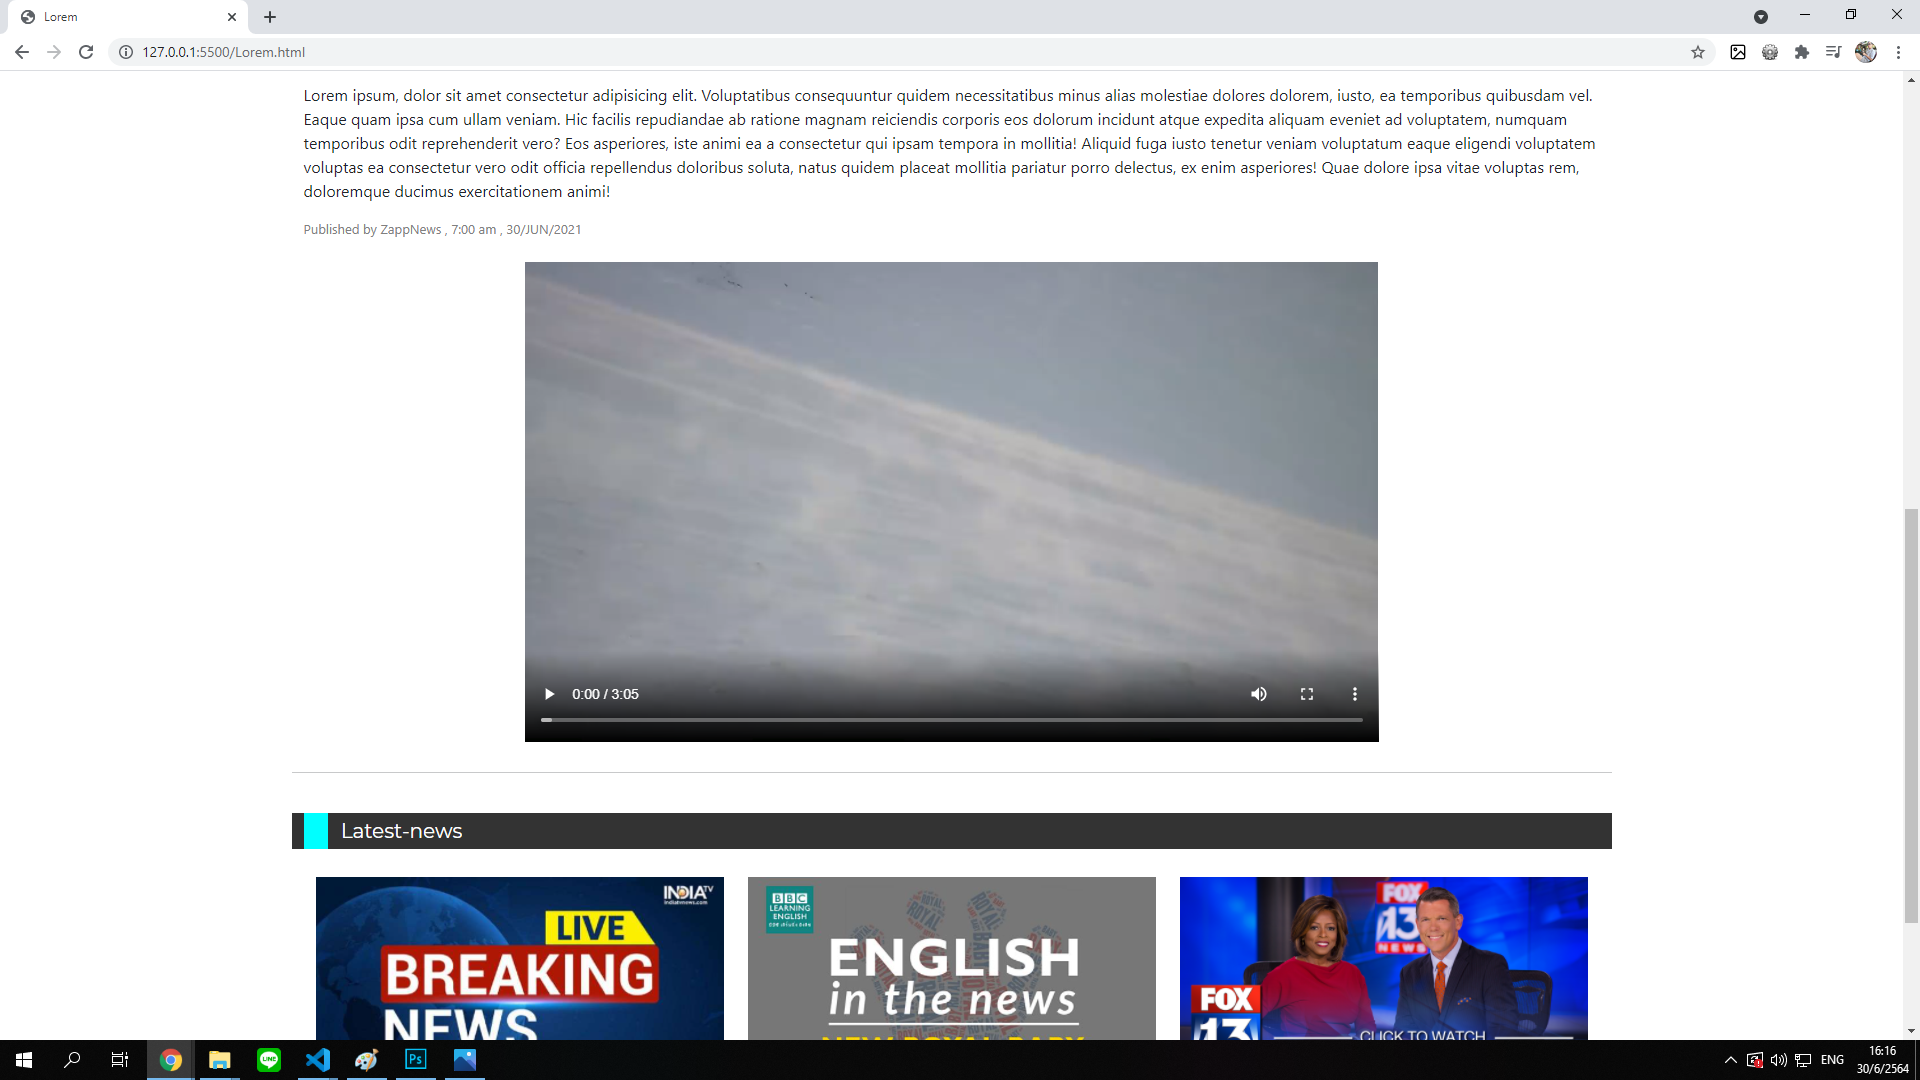 Lorem
127.0.0.1:5500/Lorem.html
Lorem ipsum, dolor sit amet consectetur adipisicing elit. Voluptatibus consequuntur quidem necessitatibus minus alias molestiae dolores dolorem, iusto, ea temporibus quibusdam vel.
Eaque quam ipsa cum ullam veniam. Hic facilis repudiandae ab ratione magnam reiciendis corporis eos dolorum incidunt atque expedita aliquam eveniet ad voluptatem, numquam
temporibus odit reprehenderit vero? Eos asperiores, iste animi ea a consectetur qui ipsam tempora in mollitia! Aliquid fuga iusto tenetur veniam voluptatum eaque eligendi voluptatem
voluptas ea consectetur vero odit officia repellendus doloribus soluta, natus quidem placeat mollitia pariatur porro delectus, ex enim asperiores! Quae dolore ipsa vitae voluptas rem,
doloremque ducimus exercitationem animi!
Published by ZappNews , 7:00 am , 30/JUN/2021
0:00 / 3:05
Latest-news
INDIA TV
indiatvnews.com
LIVE
BREAKING
NEWS
BBC
LEARNING
ENGLISH
ENGLISH
in the news
NEW ROYAL BABY
FOX
13
NEWS
FOX
13
CLICK TO WATCH
LINE
Ps
ENG
16:16
30/6/2564